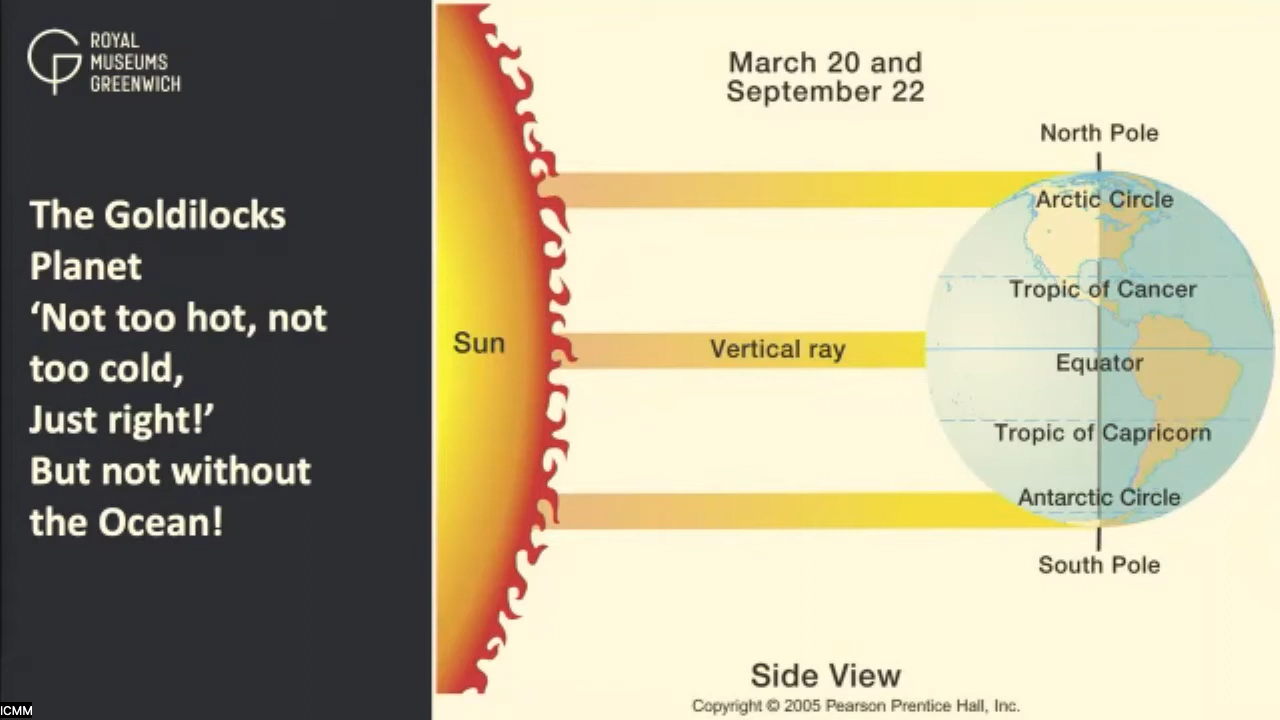 ROYAL
MUSEUMS
GREENWICH
The Goldilocks
Planet
‘Not too hot, not
too cold,
Just right!’
But not without
the Ocean!
March 20 and
September 22
North Pole
Arctic Circle
Tropic of Cancer
Sun
Vertical ray
Equator
Tropic of Capricorn
Antarctic Circle
South Pole
Side View
Copyright © 2005 Pearson Prentice Hall, Inc.
ICMM